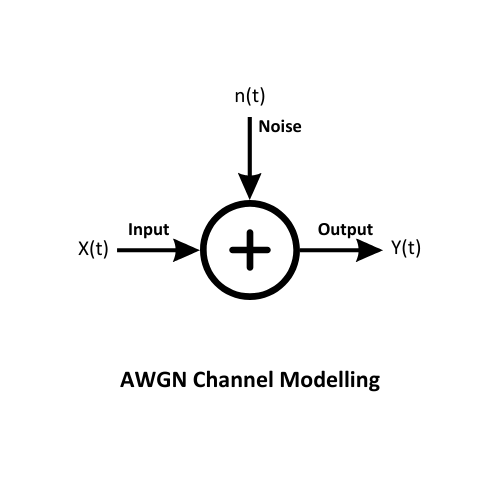 n(t)
Noise
Input
Output
X(t)
Y(t)
AWGN Channel Modelling